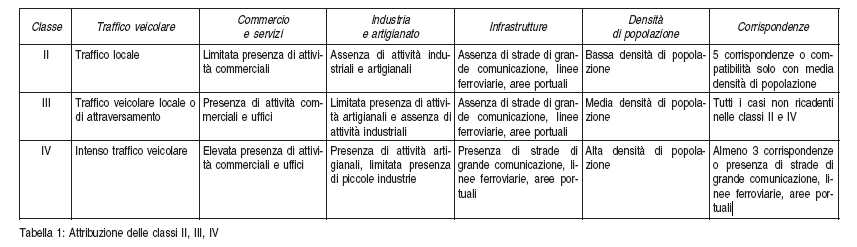 Classe
Traffico veicolare
Commercio
e servizi
Industria
e artigianato
Infrastrutture
Densità
di popolazione
Corrispondenze
II
Traffico locale
Limitata presenza di attivi-
tà commerciali
Assenza di attività indu-
striali e artigianali
Assenza di strade di gran-
de comunicazione, linee
ferroviarie, aree portuali
Bassa densità di popola-
zione
5 corrispondenze o com-
patibilità solo con media
densità di popolazione
III
Traffico veicolare locale o
di attraversamento
Presenza di attività com-
merciali e uffici
Limitata presenza di attivi-
tà artigianali e assenza di
attività industriali
Assenza di strade di gran-
de comunicazione, linee
ferroviarie, aree portuali
Media densità di popola-
zione
Tutti i casi non ricadenti
nelle classi II e IV
IV
Intenso traffico veicolare
Elevata presenza di attivi-
tà commerciali e uffici
Presenza di attività arti-
gianali, limitata presenza
di piccole industrie
Presenza di strade di
grande comunicazione, li-
nee ferroviarie, aree por-
tuali
Alta densità di popola-
zione
Almeno 3 corrispondenze
o presenza di strade di
grande comunicazione, li-
nee ferroviarie, aree por-
tuali
Tabella 1: Attribuzione delle classi II, III, IV